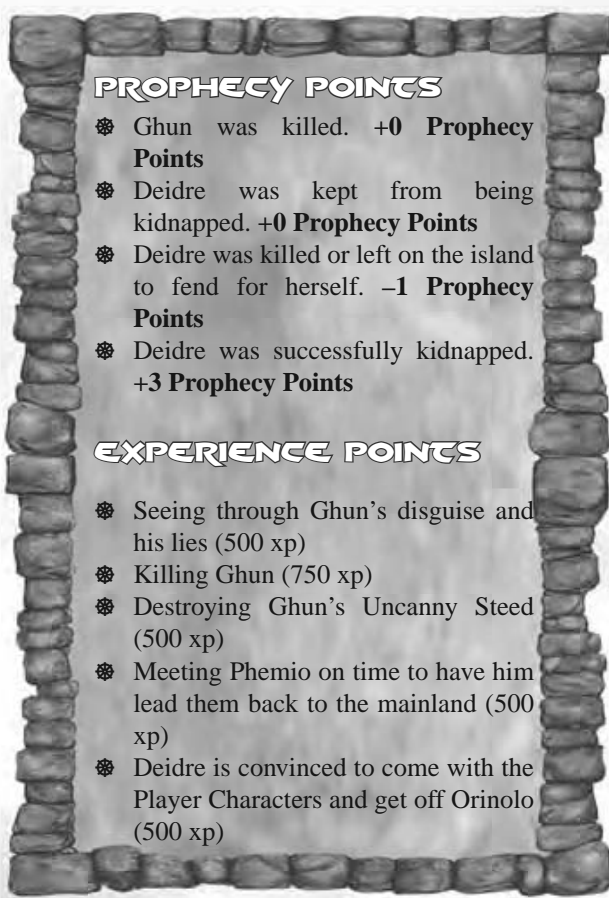 PROPHECY POINTS
Ghun was killed. +0 Prophecy
Points
Deidre was kept from being
kidnapped. +0 Prophecy Points
Deidre was killed or left on the island
to fend for herself. –1 Prophecy
Points
Deidre was successfully kidnapped.
+3 Prophecy Points
EXPERIENCE POINTS
Seeing through Ghun's disguise and
his lies (500 xp)
Killing Ghun (750 xp)
Destroying Ghun's Uncanny Steed
(500 xp)
Meeting Phemio on time to have him
lead them back to the mainland (500
xp)
Deidre is convinced to come with the
Player Characters and get off Orinolo
(500 xp)